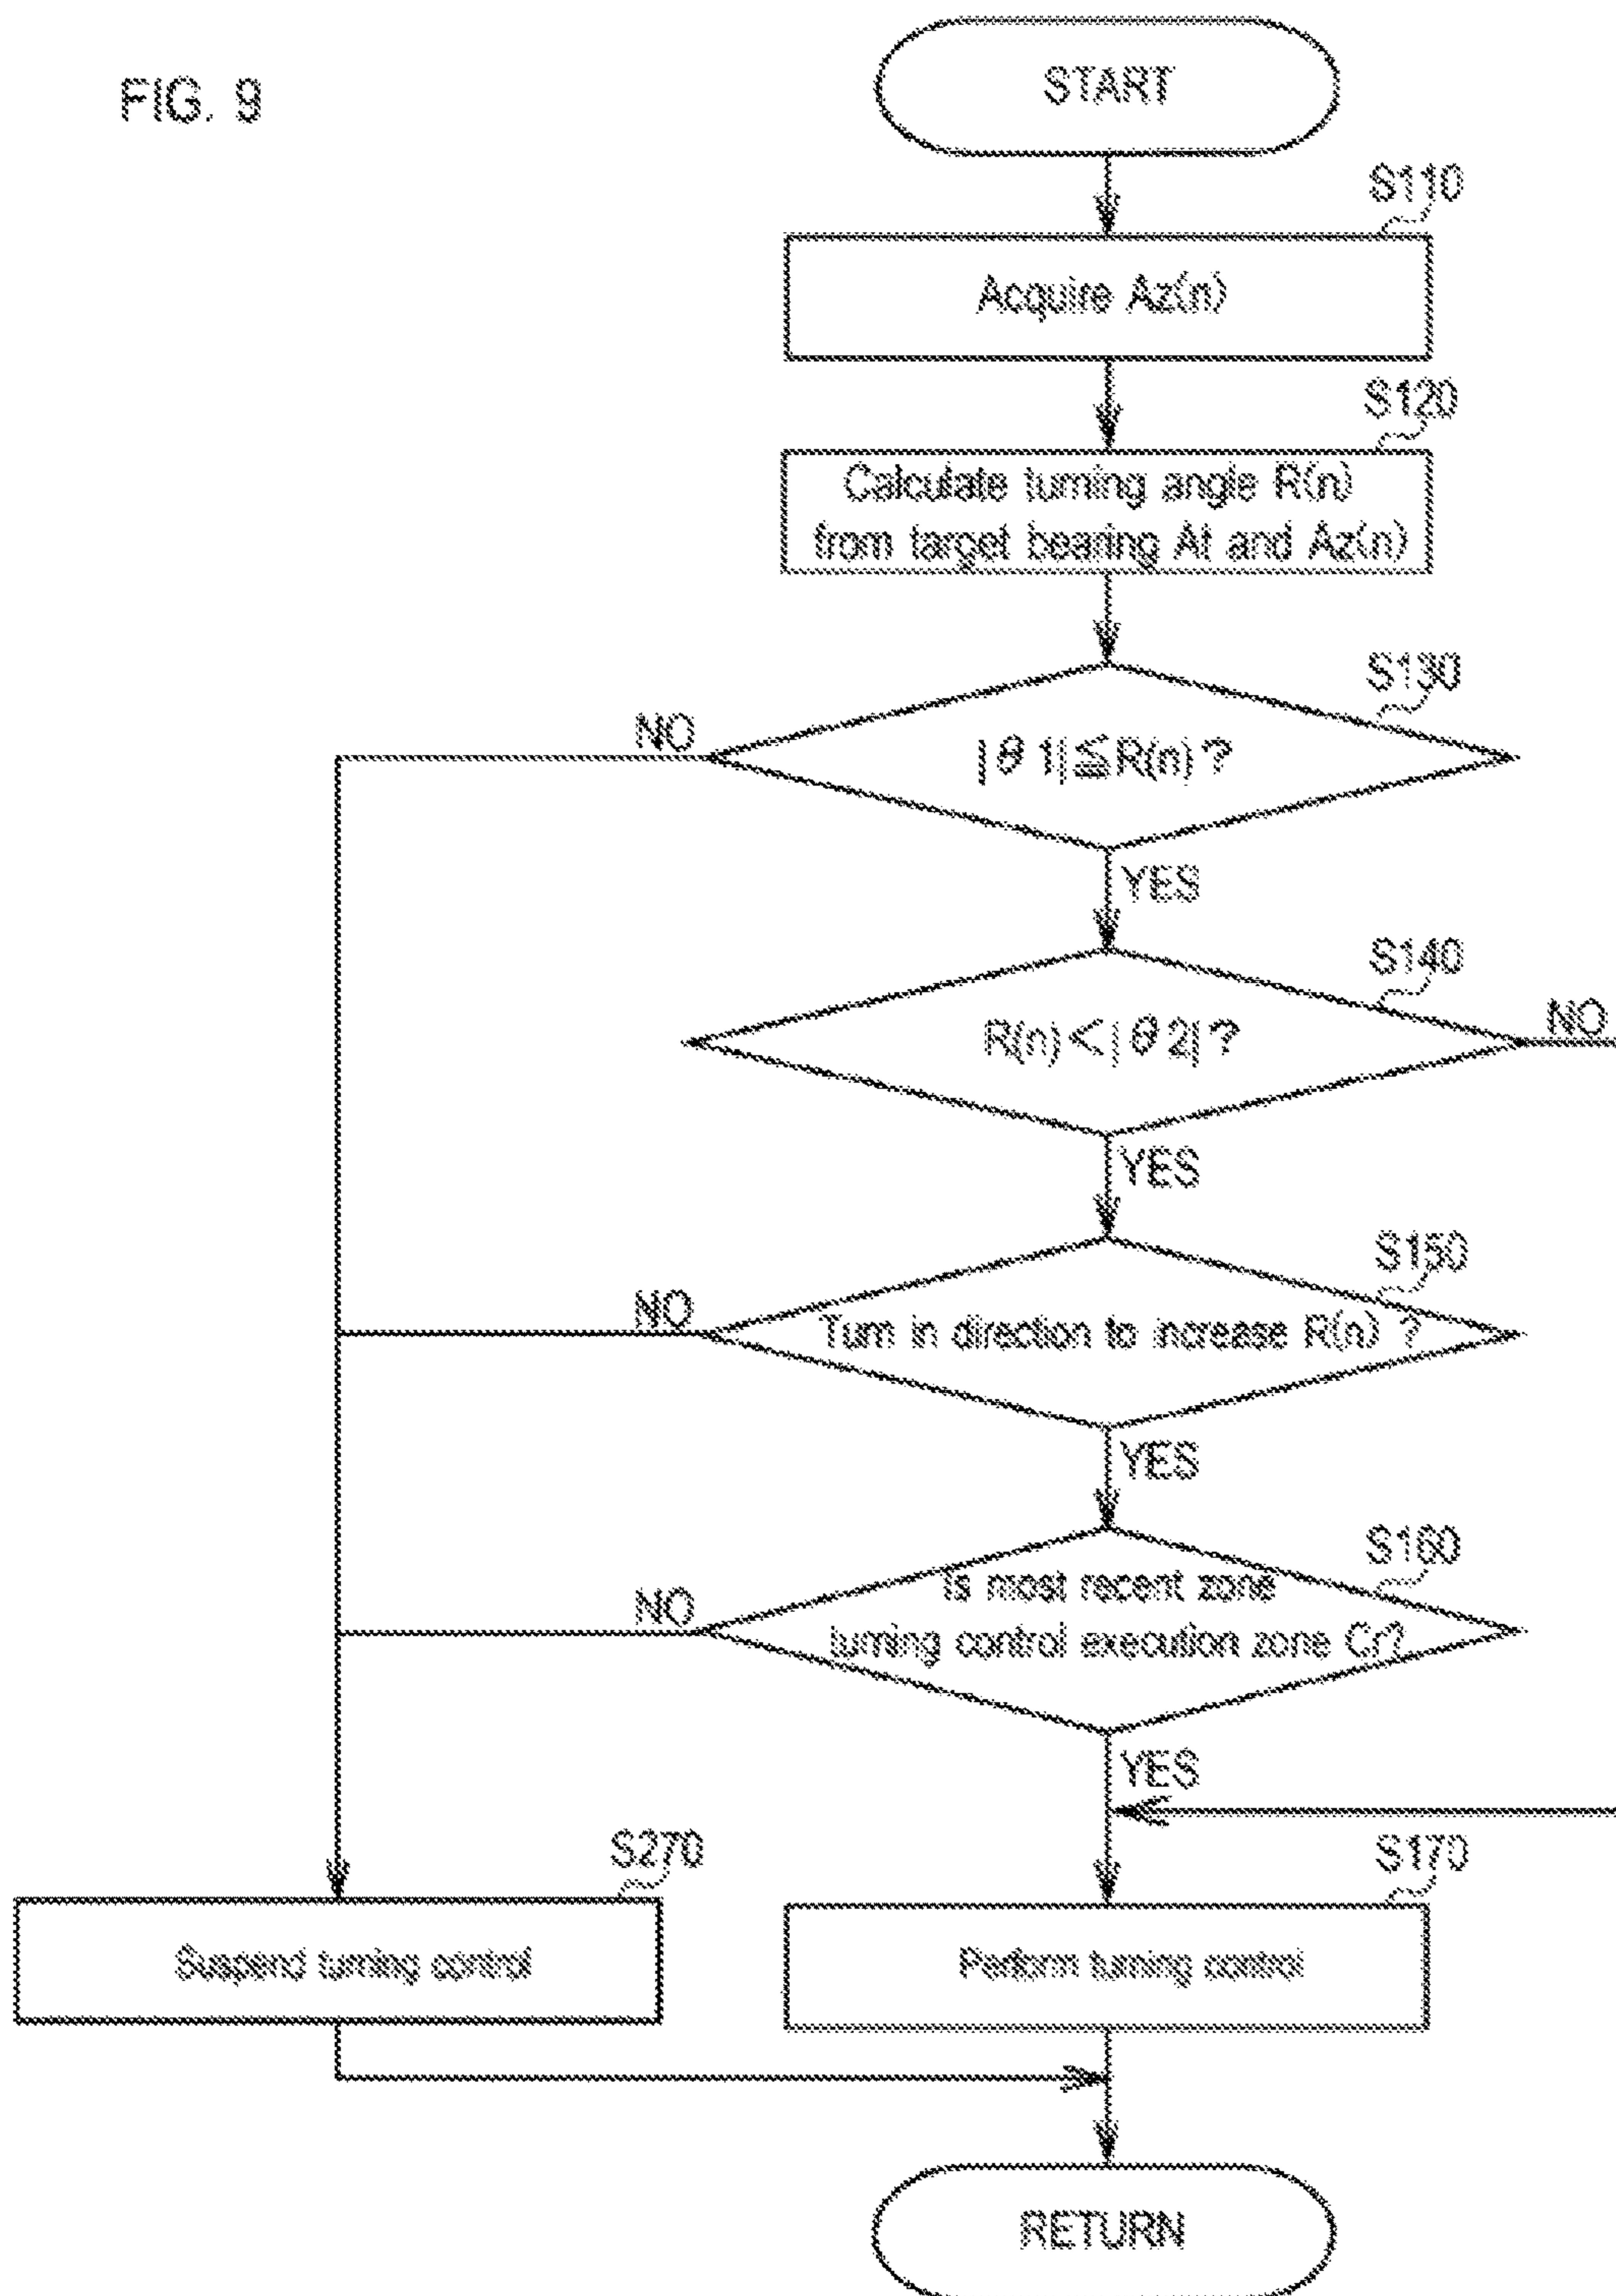 FIG. 9
START
S110
Acquire Az(n)
S120
Calculate turning angle R(n)
from target bearing At and Az(n)
S130
|θ1|≦R(n)?
NO
YES
S140
R(n)<|θ2|?
NO
YES
S150
Turn in direction to increase R(n) ?
NO
YES
S160
Is most recent zone
turning control execution zone Cr?
NO
YES
S270
Suspend turning control
S170
Perform turning control
RETURN